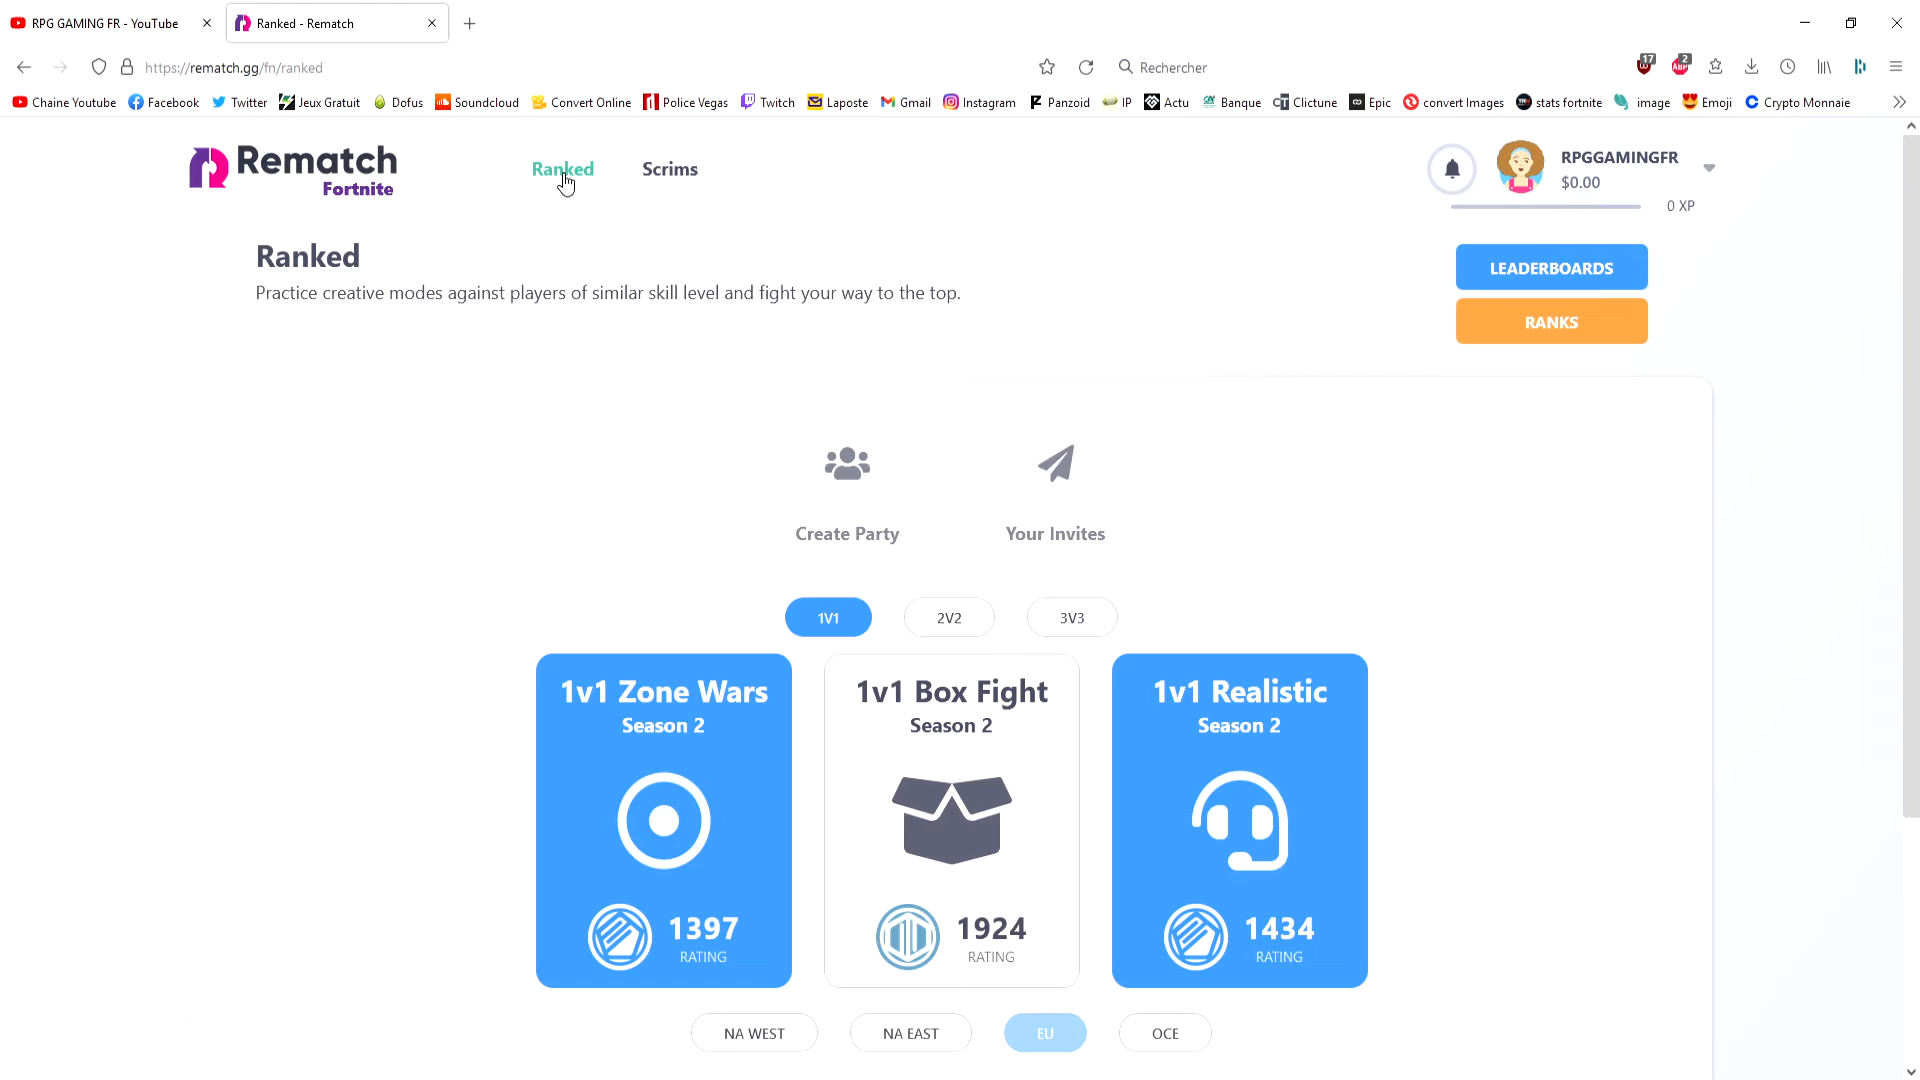 RPG GAMING FR - YouTube
Ranked - Rematch
https://rematch.gg/fn/ranked
Rechercher
17
ABP
2
Chaine Youtube Facebook Twitter Jeux Gratuit Dofus Soundcloud Convert Online Police Vegas Twitch Laposte Gmail Instagram Panzoid IP Actu Banque Clictune Epic convert Images stats fortnite image Emoji Crypto Monnaie
Rematch
Fortnite
Ranked
Scrims
RPGGAMINGFR
$0.00
0 XP
Ranked
Practice creative modes against players of similar skill level and fight your way to the top.
LEADERBOARDS
RANKS
Create Party
Your Invites
1V1
2V2
3V3
1v1 Zone Wars
Season 2
1397
RATING
1v1 Box Fight
Season 2
1924
RATING
1v1 Realistic
Season 2
1434
RATING
NA WEST
NA EAST
EU
OCE